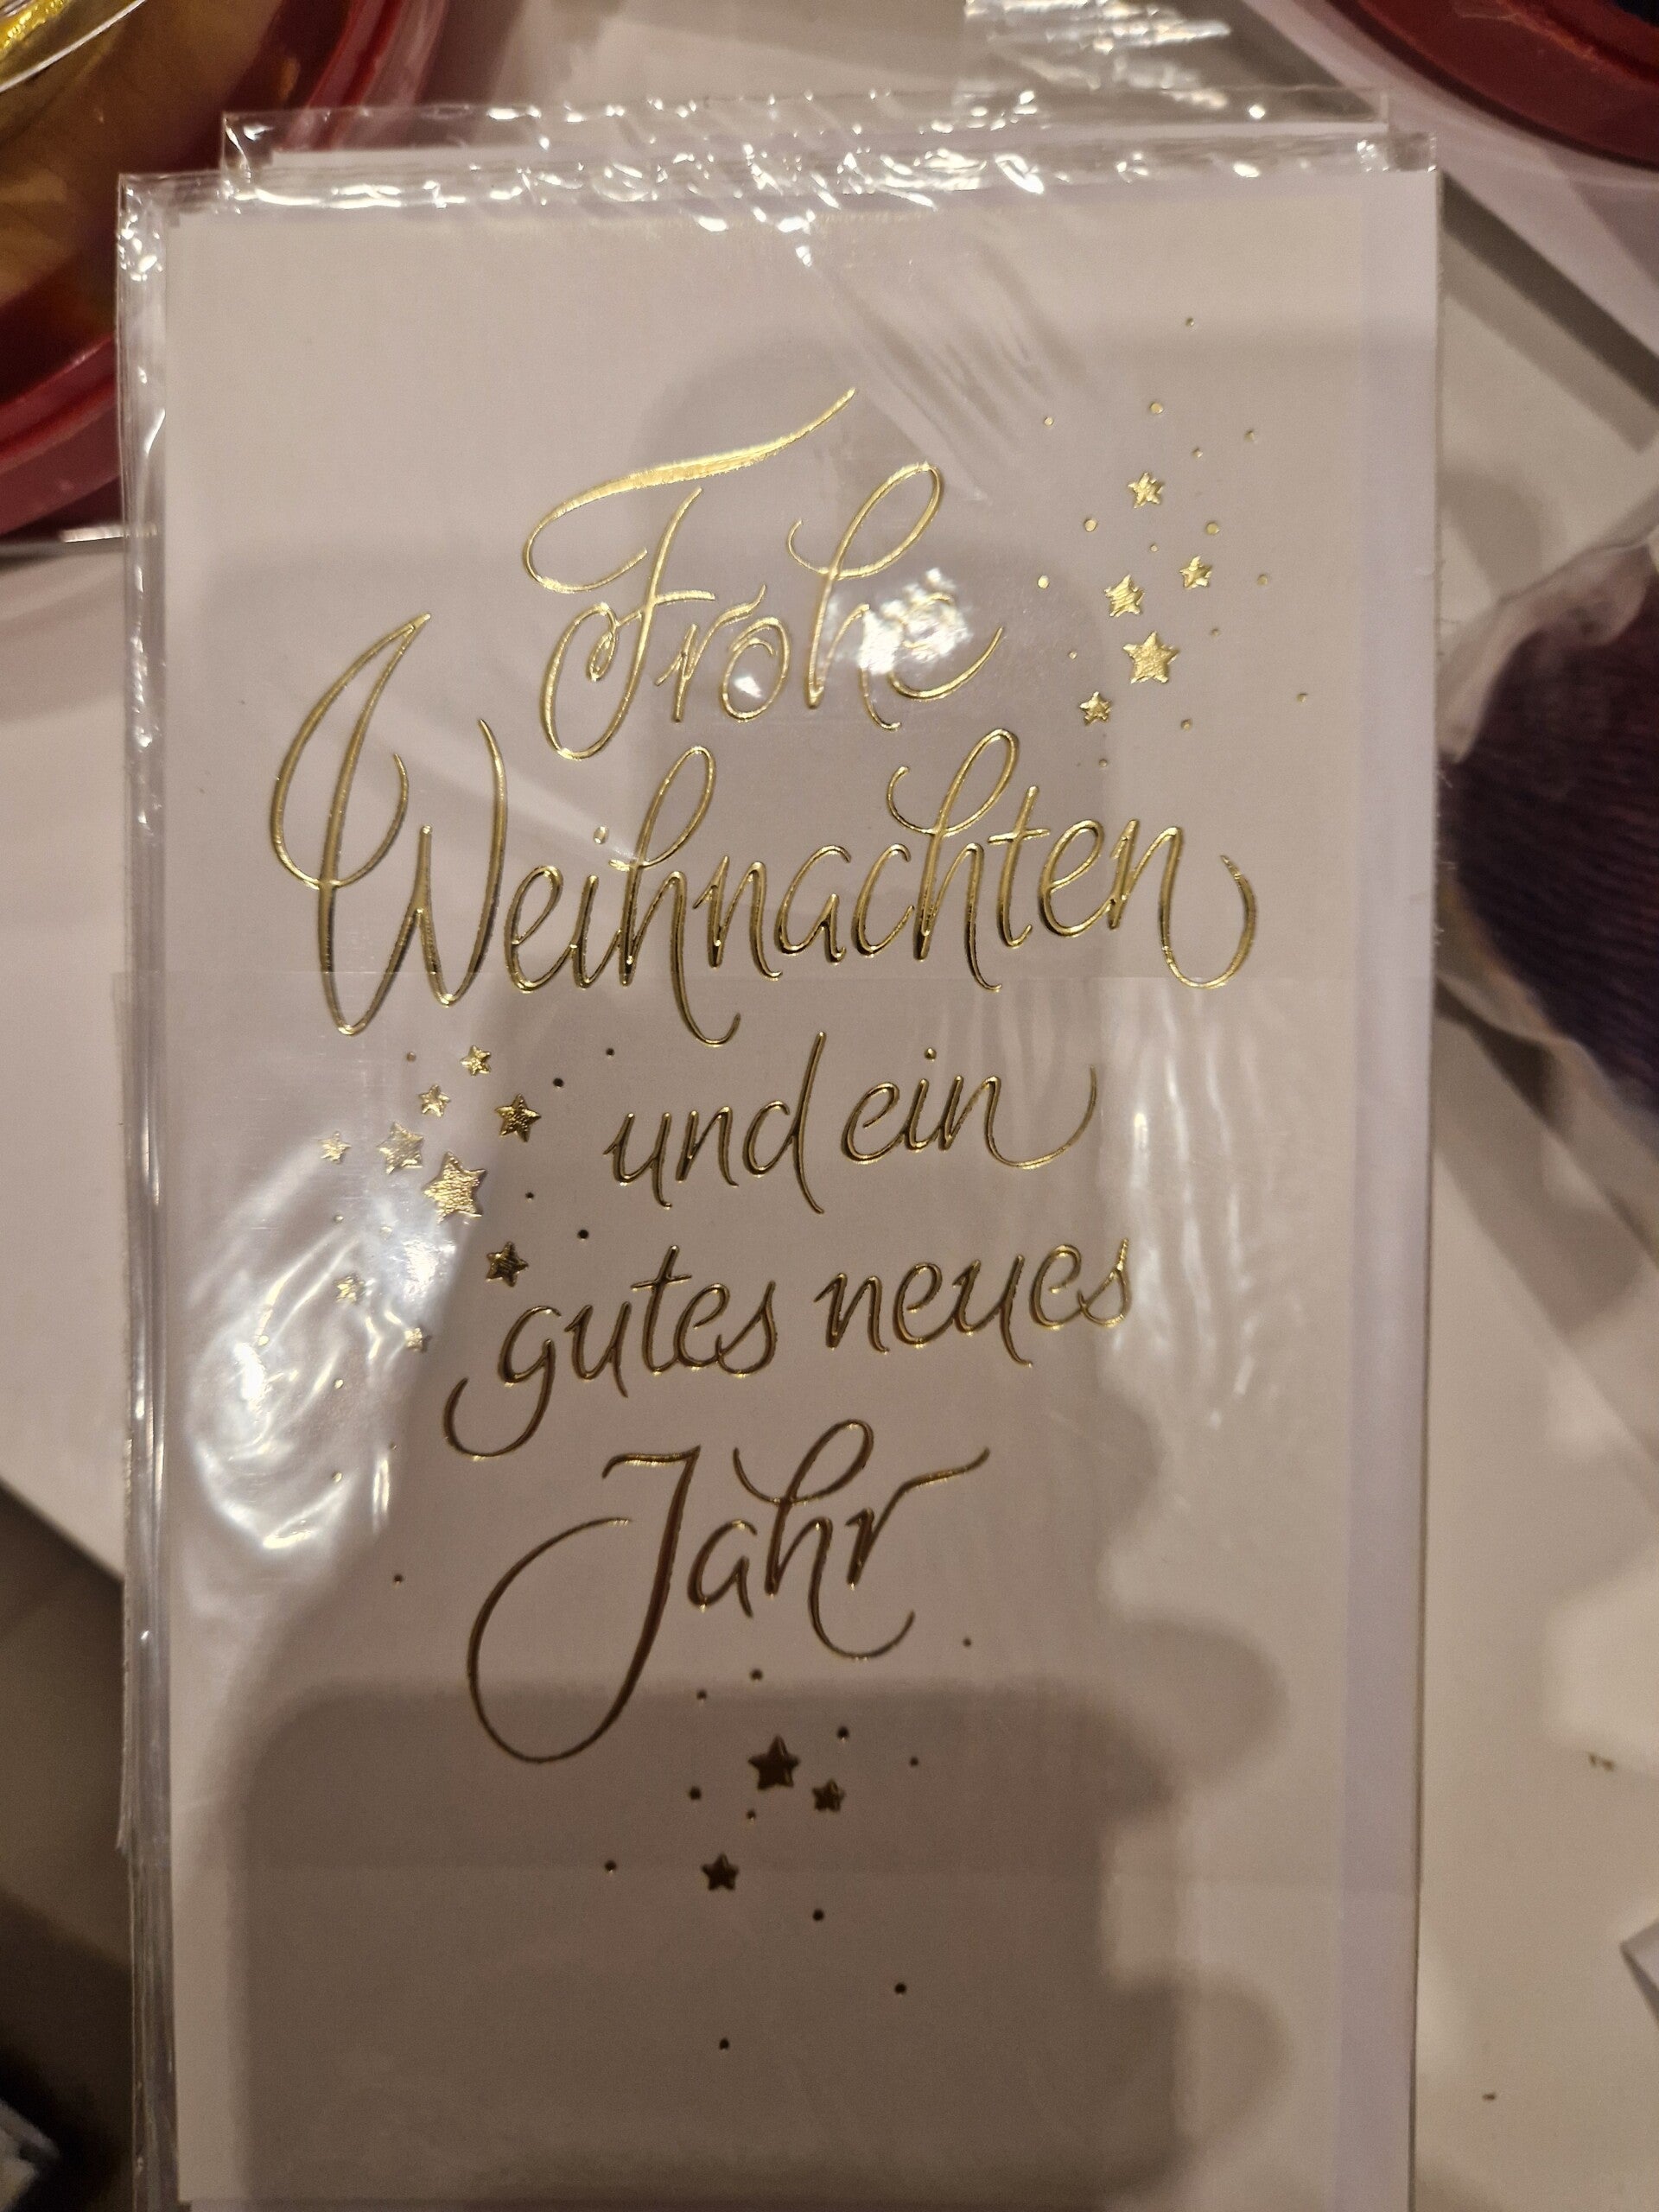 Frohe
Weihnachten
und ein
gutes neues
Jahr